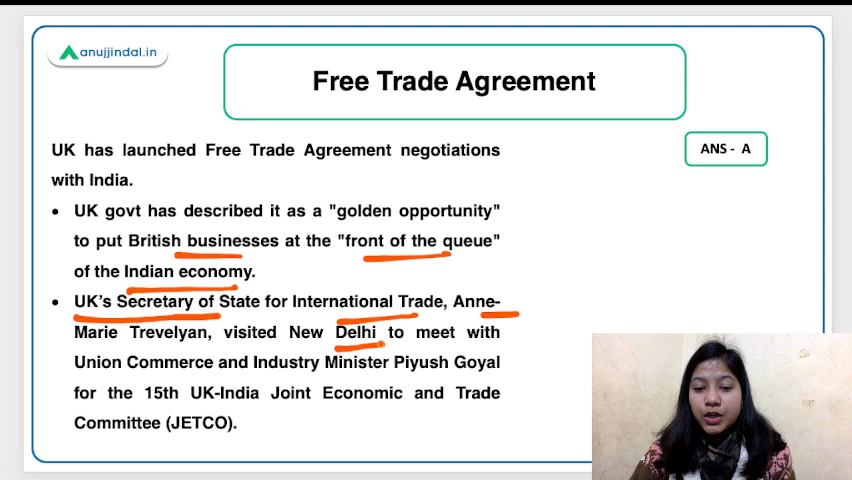 anujjindal.in
Free Trade Agreement
UK has launched Free Trade Agreement negotiations
with India.
ANS - A
• UK govt has described it as a "golden opportunity"
to put British businesses at the "front of the queue"
of the Indian economy.
• UK's Secretary of State for International Trade, Anne-
Marie Trevelyan, visited New Delhi to meet with
Union Commerce and Industry Minister Piyush Goyal
for the 15th UK-India Joint Economic and Trade
Committee (JETCO).